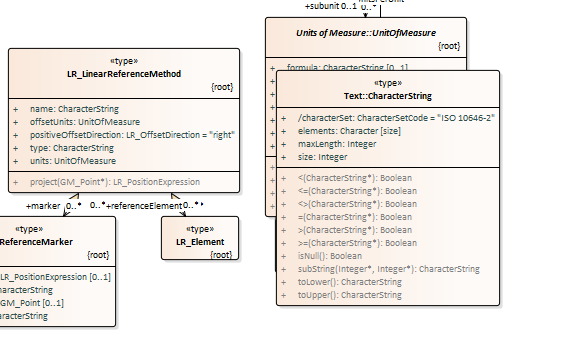 +subunit 0..1 0..*
Units of Measure::UnitOfMeasure
{root}
+ formula: CharacterString [0..1]
«type»
LR_LinearReferenceMethod
{root}
+ name: CharacterString
+ offsetUnits: UnitOfMeasure
+ positiveOffsetDirection: LR_OffsetDirection = "right"
+ type: CharacterString
+ units: UnitOfMeasure
+ project(GM_Point*): LR_PositionExpression
«type»
Text::CharacterString
{root}
+ /characterSet: CharacterSetCode = "ISO 10646-2"
+ elements: Character [size]
+ maxLength: Integer
+ size: Integer
+ <(CharacterString*): Boolean
+ <=(CharacterString*): Boolean
+ <>(CharacterString*): Boolean
+ =(CharacterString*): Boolean
+ >(CharacterString*): Boolean
+ >=(CharacterString*): Boolean
+ isNull(): Boolean
+ subString(Integer*, Integer*): CharacterString
+ toLower(): CharacterString
+ toUpper(): CharacterString
+marker 0..* 0..* +referenceElement 0..*
«type»
ReferenceMarker
{root}
LR_PositionExpression [0..1]
haracterString
GM_Point [0..1]
aracterString
«type»
LR_Element
{root}